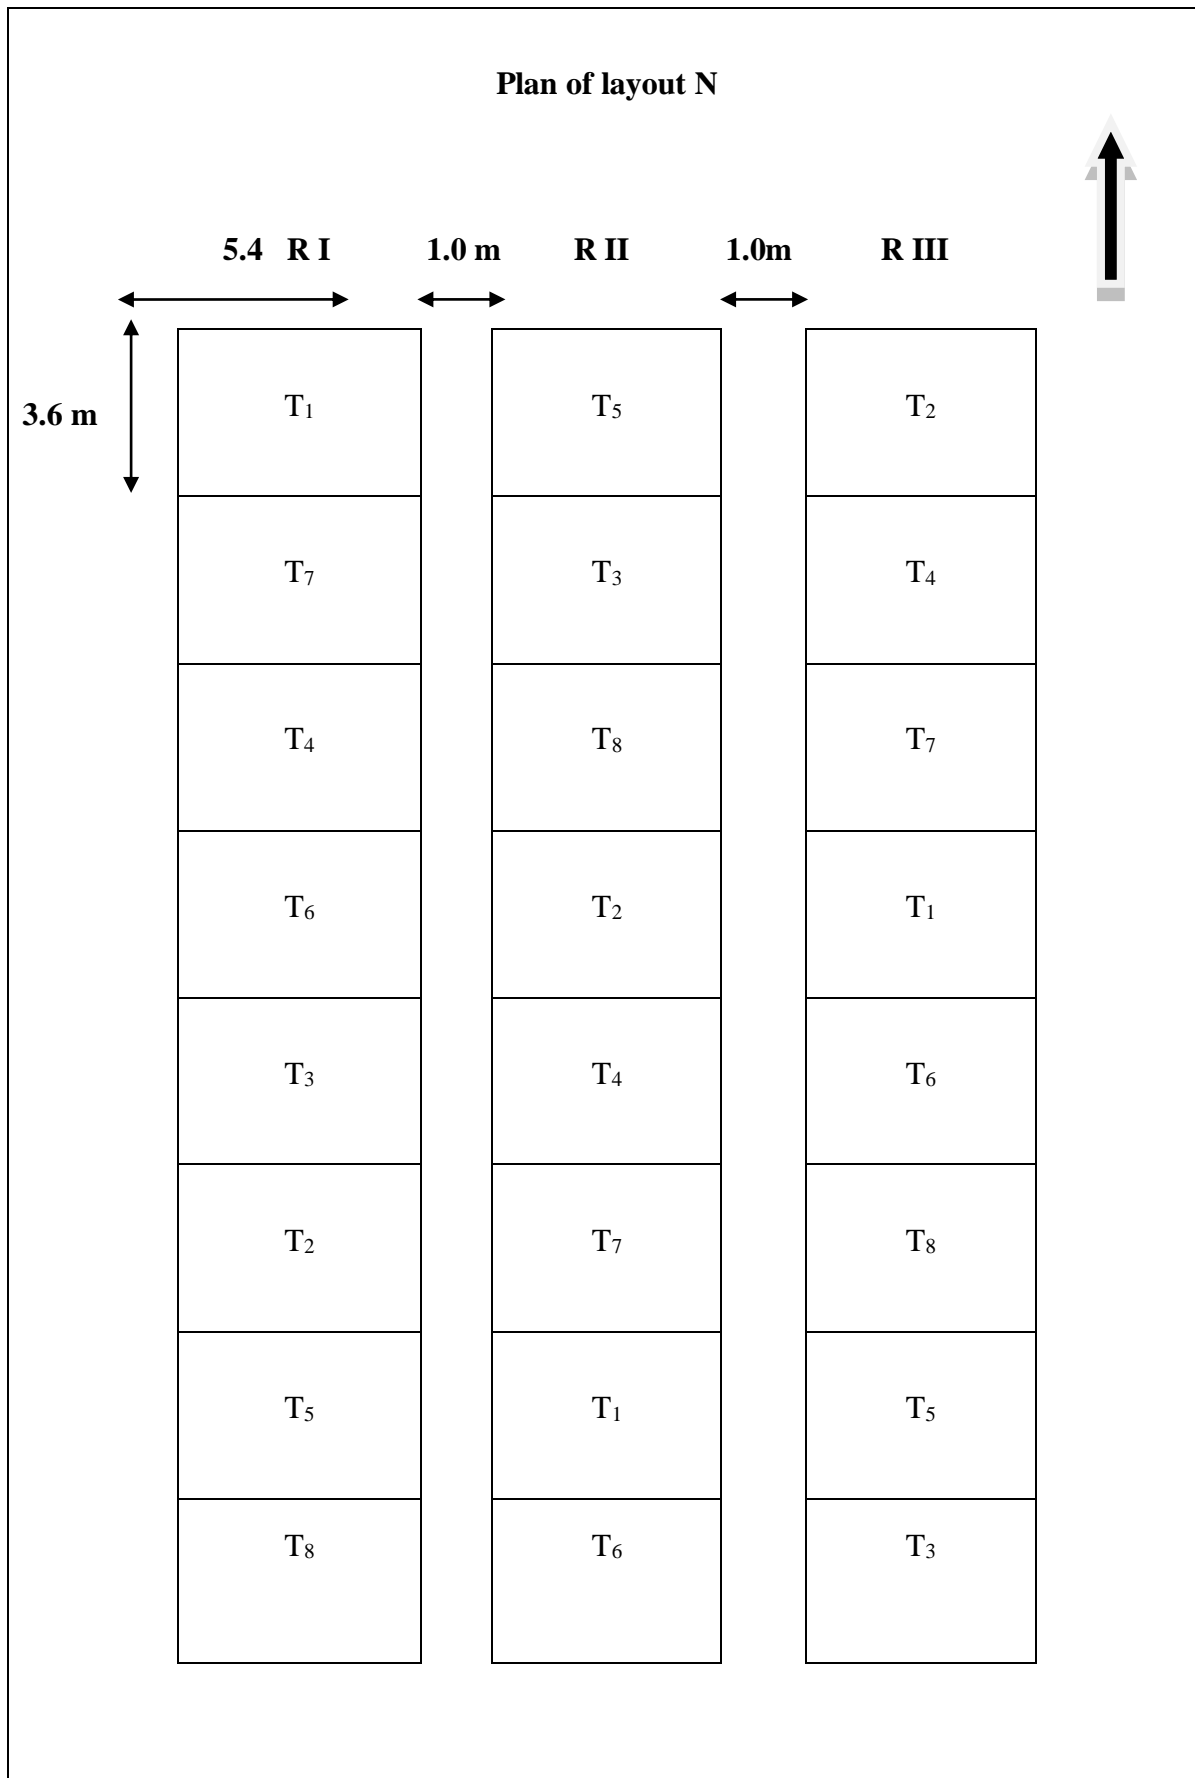 Plan of layout N
5.4 R I 1.0 m R II 1.0m R III
3.6 m
T1 T5 T2
T7 T3 T4
T4 T8 T7
T6 T2 T1
T3 T4 T6
T2 T7 T8
T5 T1 T5
T8 T6 T3